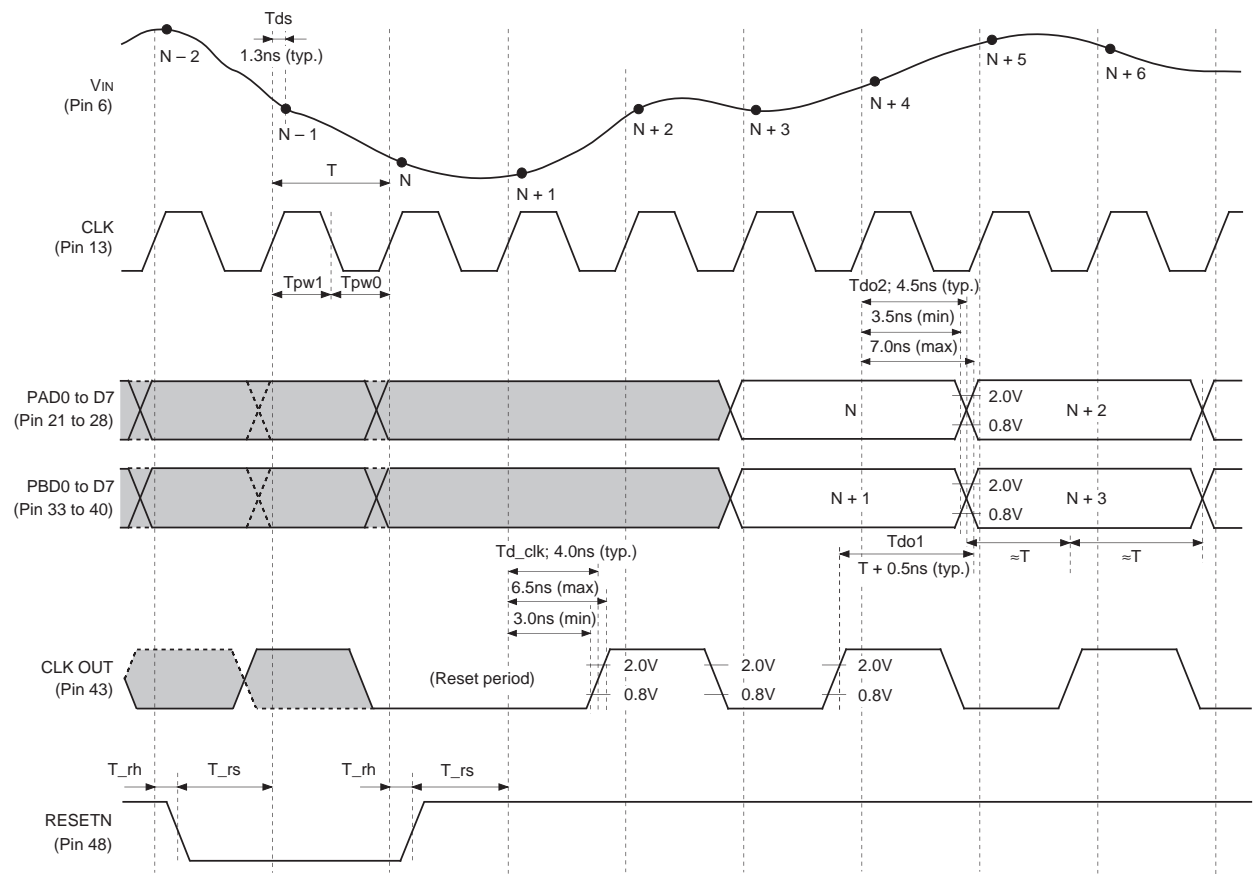 Tds
1.3ns (typ.)
N – 2
N – 1
N
N + 1
N + 2
N + 3
N + 4
N + 5
N + 6
VIN
(Pin 6)
T
CLK
(Pin 13)
Tpw1
Tpw0
Tdo2; 4.5ns (typ.)
3.5ns (min)
7.0ns (max)
PAD0 to D7
(Pin 21 to 28)
N
2.0V
0.8V
N + 2
PBD0 to D7
(Pin 33 to 40)
N + 1
2.0V
0.8V
N + 3
Td_clk; 4.0ns (typ.)
6.5ns (max)
3.0ns (min)
Tdo1
T + 0.5ns (typ.)
≈T
≈T
CLK OUT
(Pin 43)
(Reset period)
2.0V
0.8V
2.0V
0.8V
2.0V
0.8V
T_rh
T_rs
T_rh
T_rs
RESETN
(Pin 48)